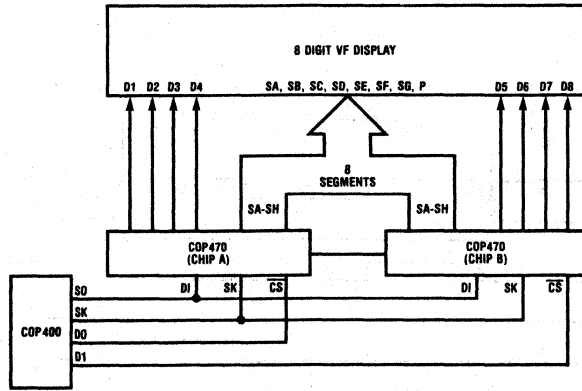 8 DIGIT VF DISPLAY
D1 D2 D3 D4 SA, SB, SC, SD, SE, SF, SG, P D5 D6 D7 D8
8
SEGMENTS
SA-SH SA-SH
COP470
(CHIP A)
COP470
(CHIP B)
DI SK CS DI SK CS
COP400
SO
SK
DO
D1